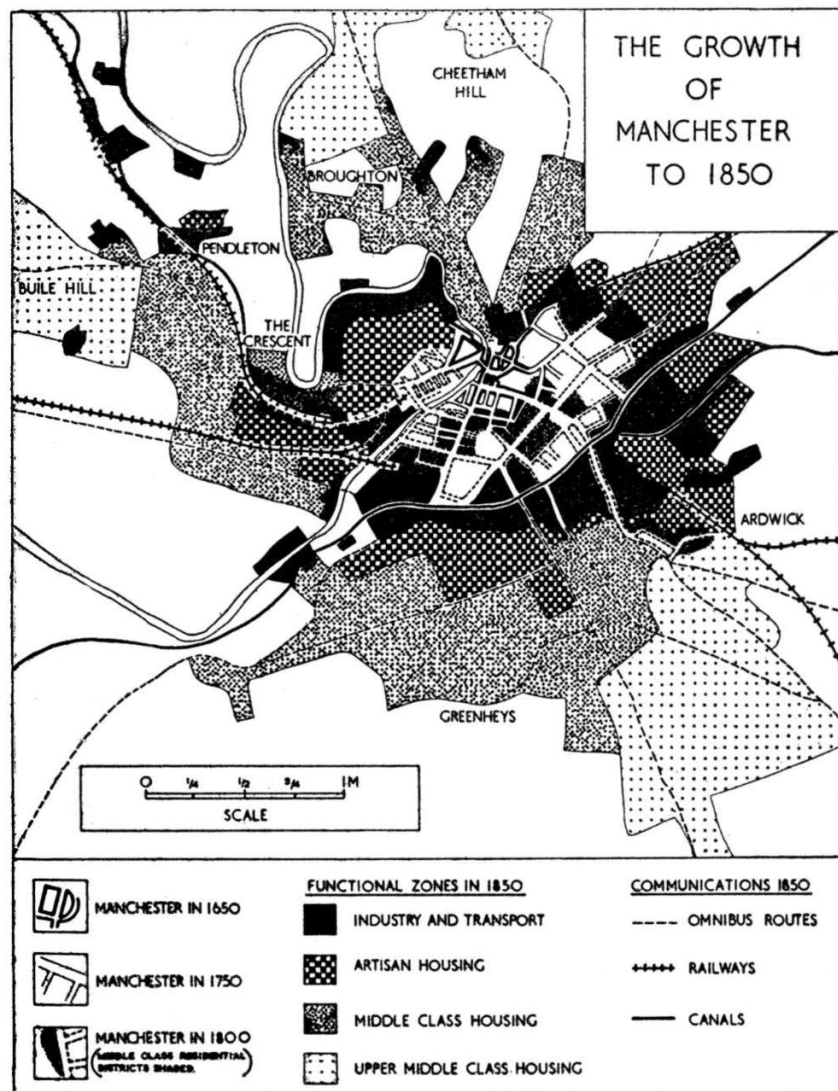 THE GROWTH
OF
MANCHESTER
TO 1850
CHEETHAM
HILL
BROUGHTON
PENDLETON
BUILE HILL
THE
CRESCENT
ARDWICK
GREENHEYS
O 1/4 1/2 3/4 1M
SCALE
MANCHESTER IN 1650
MANCHESTER IN 1750
MANCHESTER IN 1800
(MIDDLE CLASS RESIDENTIAL
DISTRICTS SHADED.)
FUNCTIONAL ZONES IN 1850
INDUSTRY AND TRANSPORT
ARTISAN HOUSING
MIDDLE CLASS HOUSING
UPPER MIDDLE CLASS HOUSING
COMMUNICATIONS 1850
OMNIBUS ROUTES
RAILWAYS
CANALS